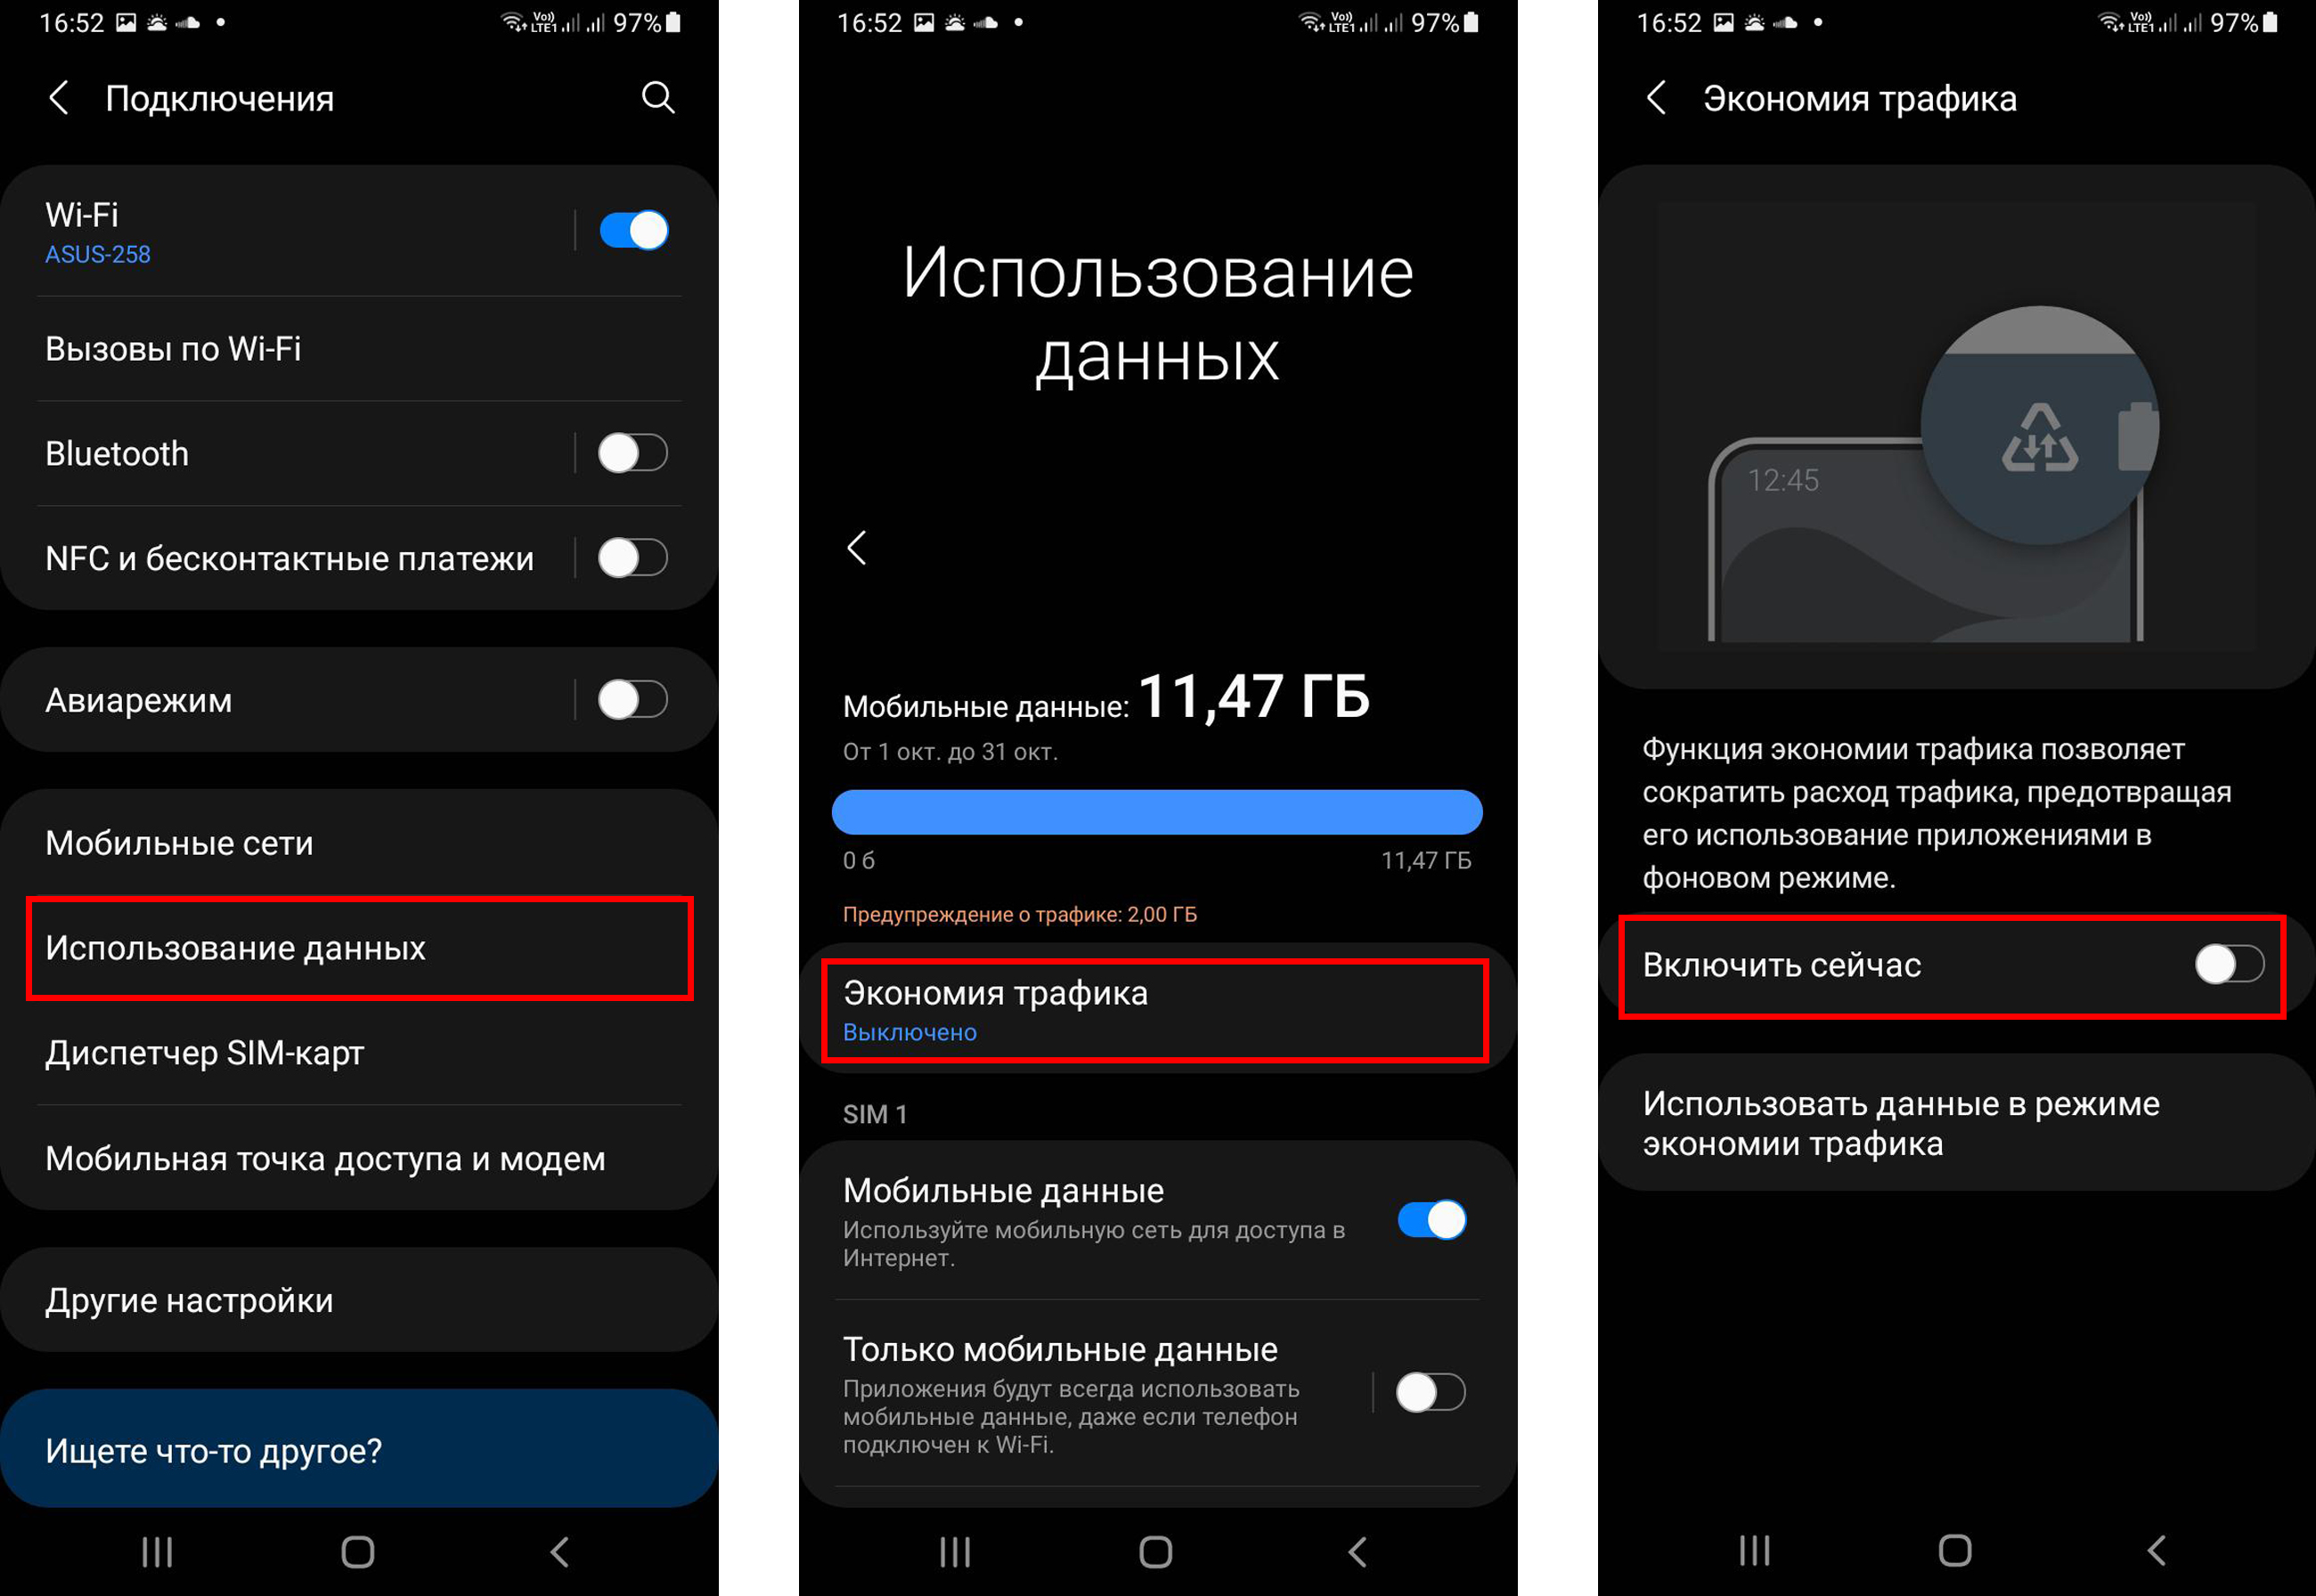 16:52
Vo)) LTE1
97%
Подключения
Wi-Fi
ASUS-258
Вызовы по Wi-Fi
Bluetooth
NFC и бесконтактные платежи
Авиарежим
Мобильные сети
Использование данных
Диспетчер SIM-карт
Мобильная точка доступа и модем
Другие настройки
Ищете что-то другое?
16:52
Vo)) LTE1
97%
Использование
данных
Мобильные данные: 11,47 ГБ
От 1 окт. до 31 окт.
0 б
11,47 ГБ
Предупреждение о трафике: 2,00 ГБ
Экономия трафика
Выключено
SIM 1
Мобильные данные
Используйте мобильную сеть для доступа в
Интернет.
Только мобильные данные
Приложения будут всегда использовать
мобильные данные, даже если телефон
подключен к Wi-Fi.
16:52
Vo)) LTE1
97%
Экономия трафика
12:45
Функция экономии трафика позволяет
сократить расход трафика, предотвращая
его использование приложениями в
фоновом режиме.
Включить сейчас
Использовать данные в режиме
экономии трафика